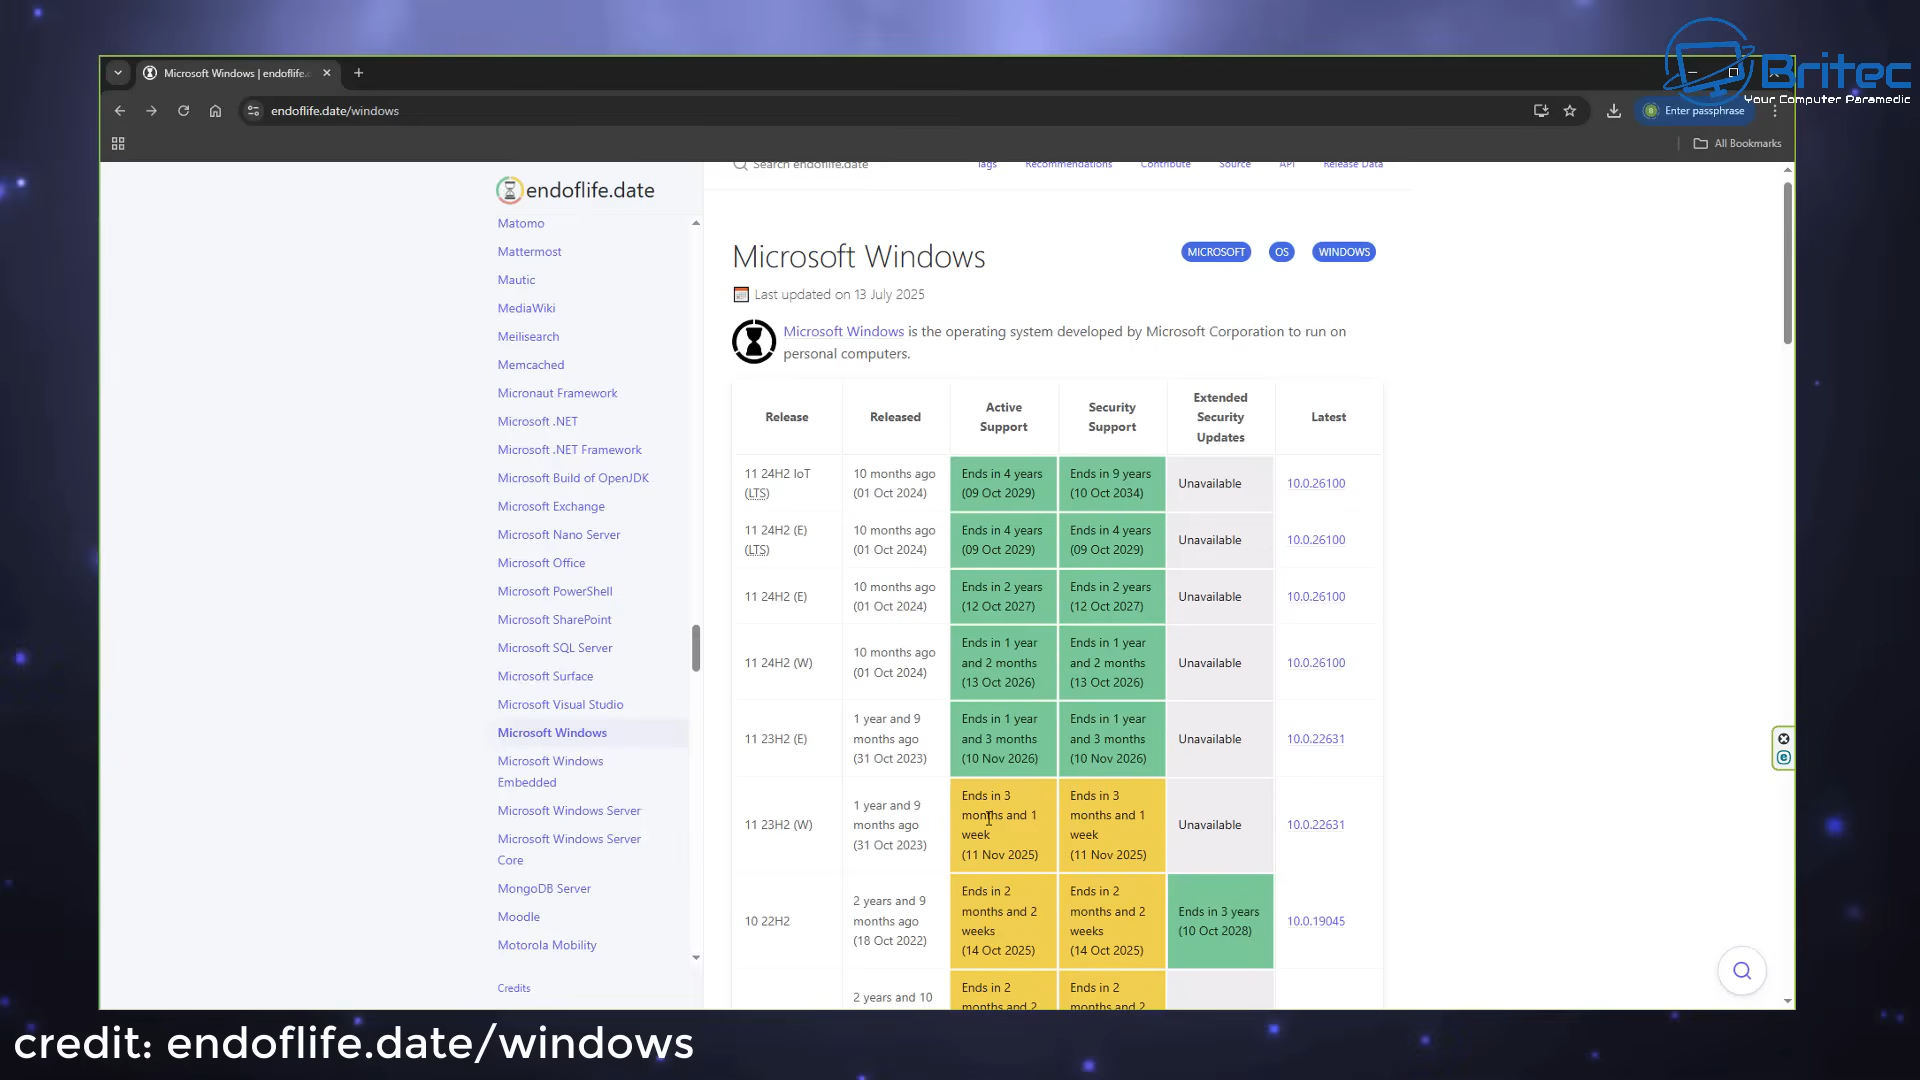 Britec
Your Computer Paramedic
Microsoft Windows | endoflife.
endoflife.date/windows
Enter passphrase
All Bookmarks
Search endoflife.date
Tags
Recommendations
Contribute
Source
API
Release Data
endoflife.date
Matomo
Mattermost
Mautic
MediaWiki
Meilisearch
Memcached
Micronaut Framework
Microsoft .NET
Microsoft .NET Framework
Microsoft Build of OpenJDK
Microsoft Exchange
Microsoft Nano Server
Microsoft Office
Microsoft PowerShell
Microsoft SharePoint
Microsoft SQL Server
Microsoft Surface
Microsoft Visual Studio
Microsoft Windows
Microsoft Windows
Embedded
Microsoft Windows Server
Microsoft Windows Server
Core
MongoDB Server
Moodle
Motorola Mobility
Credits
Microsoft Windows
MICROSOFT
OS
WINDOWS
Last updated on 13 July 2025
Microsoft Windows is the operating system developed by Microsoft Corporation to run on
personal computers.
Release
Released
Active
Support
Security
Support
Extended
Security
Updates
Latest
11 24H2 IoT
(LTS)
10 months ago
(01 Oct 2024)
Ends in 4 years
(09 Oct 2029)
Ends in 9 years
(10 Oct 2034)
Unavailable
10.0.26100
11 24H2 (E)
(LTS)
10 months ago
(01 Oct 2024)
Ends in 4 years
(09 Oct 2029)
Ends in 4 years
(09 Oct 2029)
Unavailable
10.0.26100
11 24H2 (E)
10 months ago
(01 Oct 2024)
Ends in 2 years
(12 Oct 2027)
Ends in 2 years
(12 Oct 2027)
Unavailable
10.0.26100
11 24H2 (W)
10 months ago
(01 Oct 2024)
Ends in 1 year
and 2 months
(13 Oct 2026)
Ends in 1 year
and 2 months
(13 Oct 2026)
Unavailable
10.0.26100
11 23H2 (E)
1 year and 9
months ago
(31 Oct 2023)
Ends in 1 year
and 3 months
(10 Nov 2026)
Ends in 1 year
and 3 months
(10 Nov 2026)
Unavailable
10.0.22631
11 23H2 (W)
1 year and 9
months ago
(31 Oct 2023)
Ends in 3
months and 1
week
(11 Nov 2025)
Ends in 3
months and 1
week
(11 Nov 2025)
Unavailable
10.0.22631
10 22H2
2 years and 9
months ago
(18 Oct 2022)
Ends in 2
months and 2
weeks
(14 Oct 2025)
Ends in 2
months and 2
weeks
(14 Oct 2025)
Ends in 3 years
(10 Oct 2028)
10.0.19045
2 years and 10
Ends in 2
months and 2
Ends in 2
months and 2
credit: endoflife.date/windows